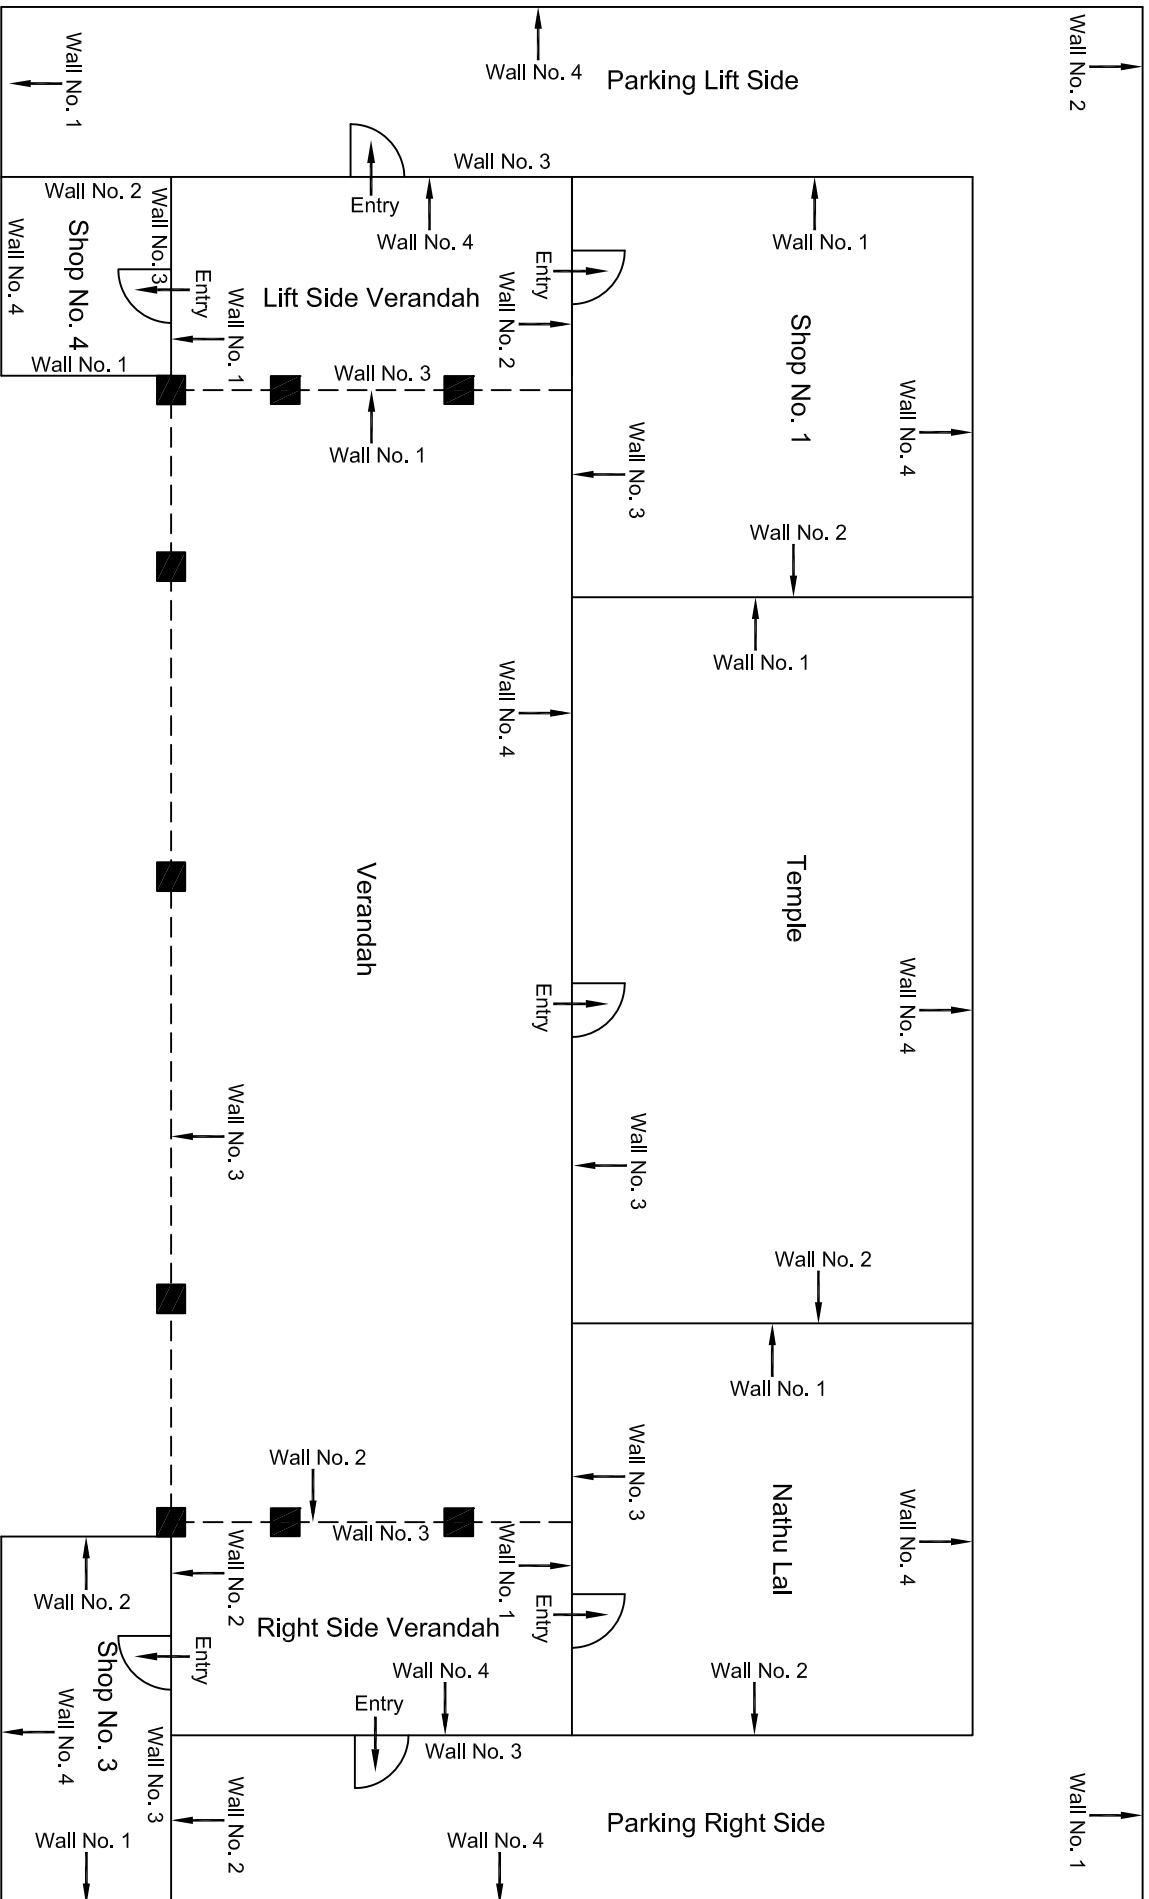 Wall No. 4
Parking Lift Side
Wall No. 2
Wall No. 1
Wall No. 3
Entry
Wall No. 4
Wall No. 2
Wall No. 3
Shop No. 4
Wall No. 4
Wall No. 1
Entry
Lift Side Verandah
Wall No. 1
Wall No. 2
Entry
Wall No. 3
Wall No. 1
Wall No. 1
Shop No. 1
Wall No. 4
Wall No. 3
Wall No. 2
Wall No. 1
Wall No. 4
Verandah
Temple
Wall No. 4
Entry
Wall No. 3
Wall No. 3
Wall No. 2
Wall No. 1
Wall No. 2
Wall No. 3
Wall No. 3
Nathu Lal
Wall No. 4
Wall No. 1
Entry
Wall No. 2
Right Side Verandah
Wall No. 4
Wall No. 2
Entry
Wall No. 3
Wall No. 2
Entry
Shop No. 3
Wall No. 4
Wall No. 3
Wall No. 1
Wall No. 2
Wall No. 4
Parking Right Side
Wall No. 1